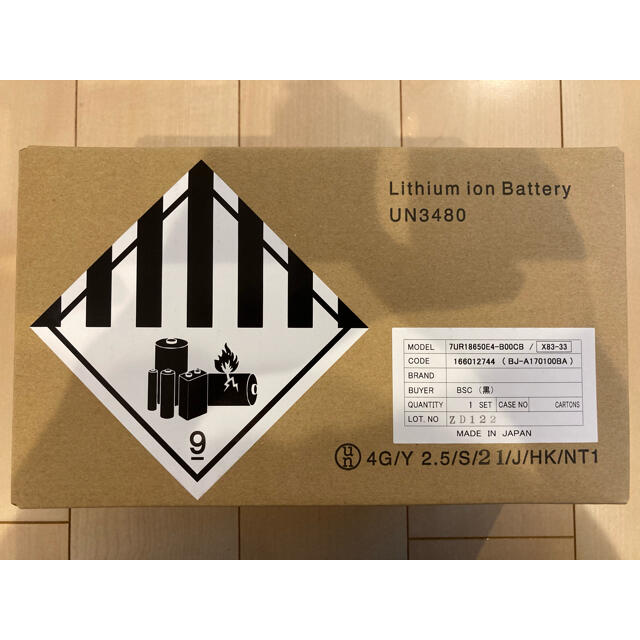 Lithium ion Battery
UN3480
MODEL 7UR18650E4-B00CB / X83-33
CODE 166012744 ( BJ-A170100BA )
BRAND
BUYER BSC (黒)
QUANTITY 1 SET CASE NO CARTONS
LOT. NO ZD122
MADE IN JAPAN
un 4G/Y 2.5/S/21/J/HK/NT1
9